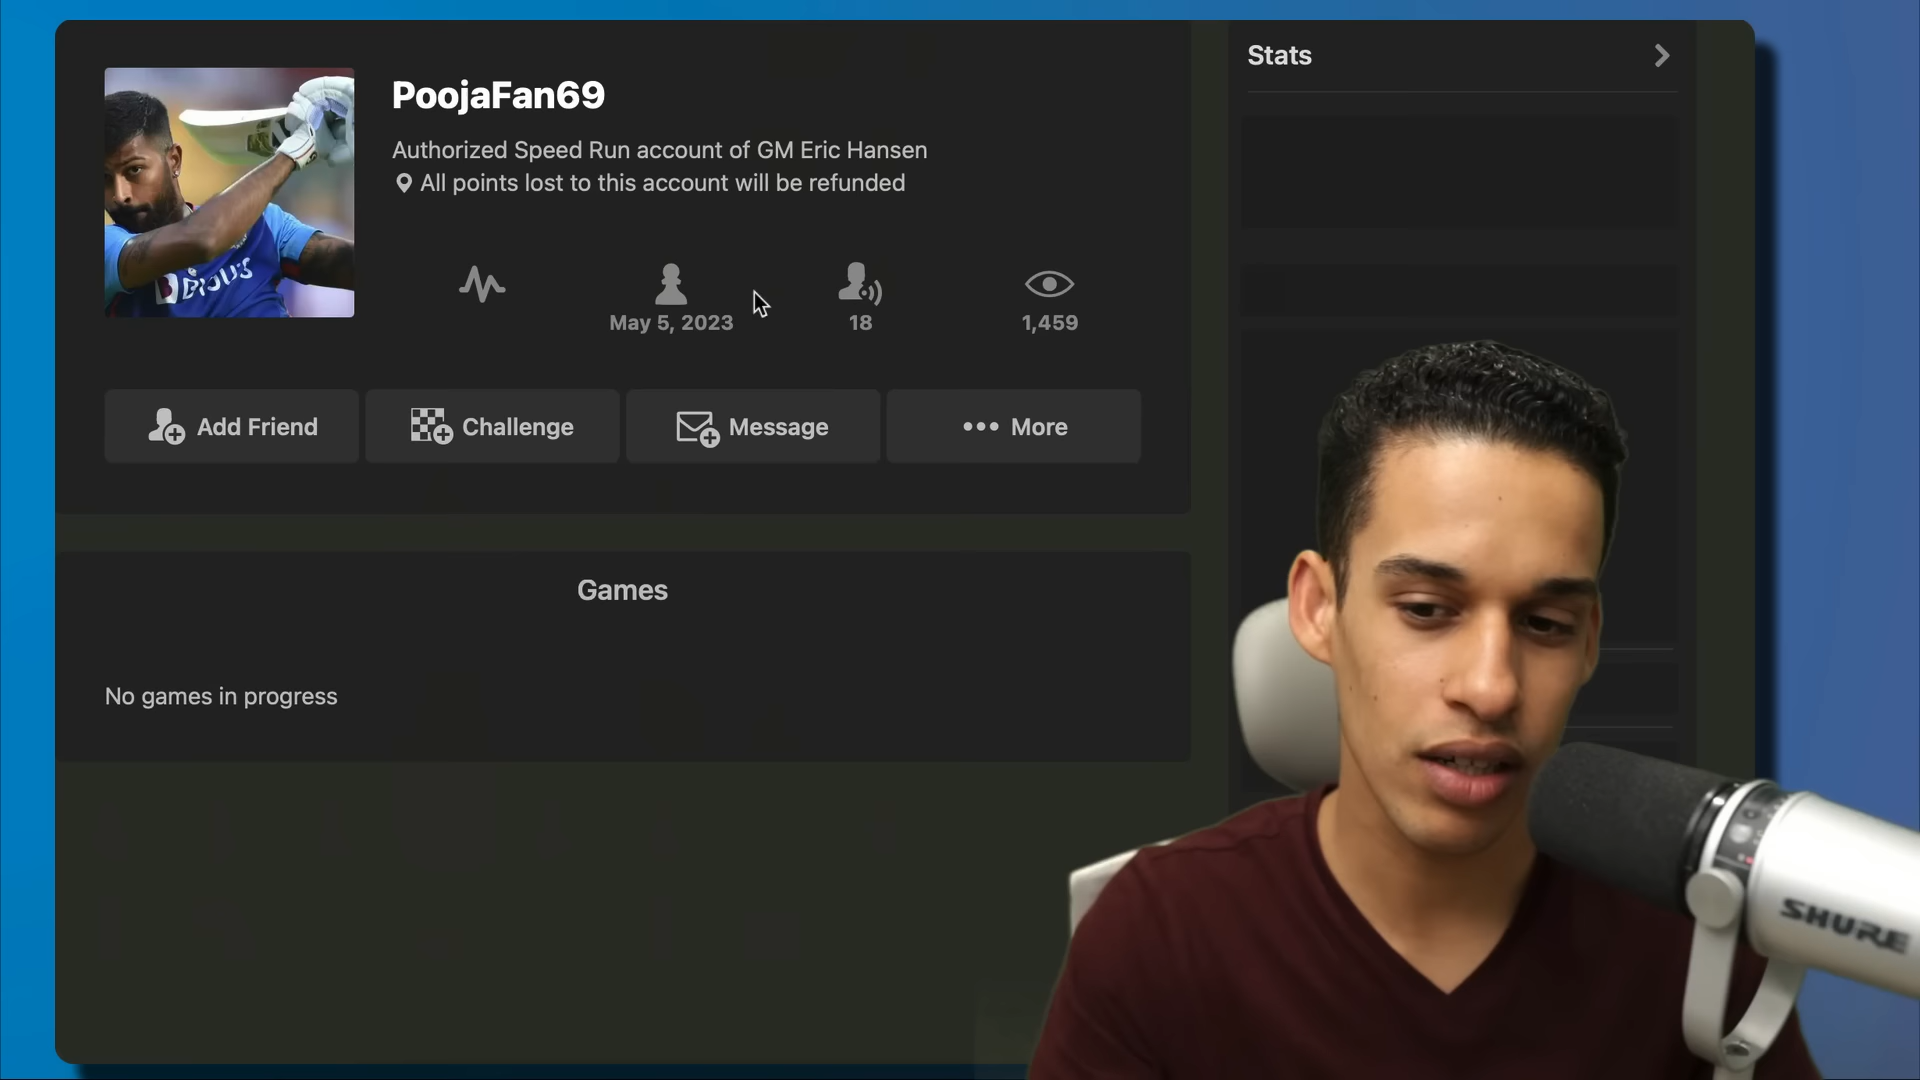 PoojaFan69
Authorized Speed Run account of GM Eric Hansen
All points lost to this account will be refunded
May 5, 2023
18
1,459
Add Friend
Challenge
Message
More
Games
No games in progress
Stats
SHURE